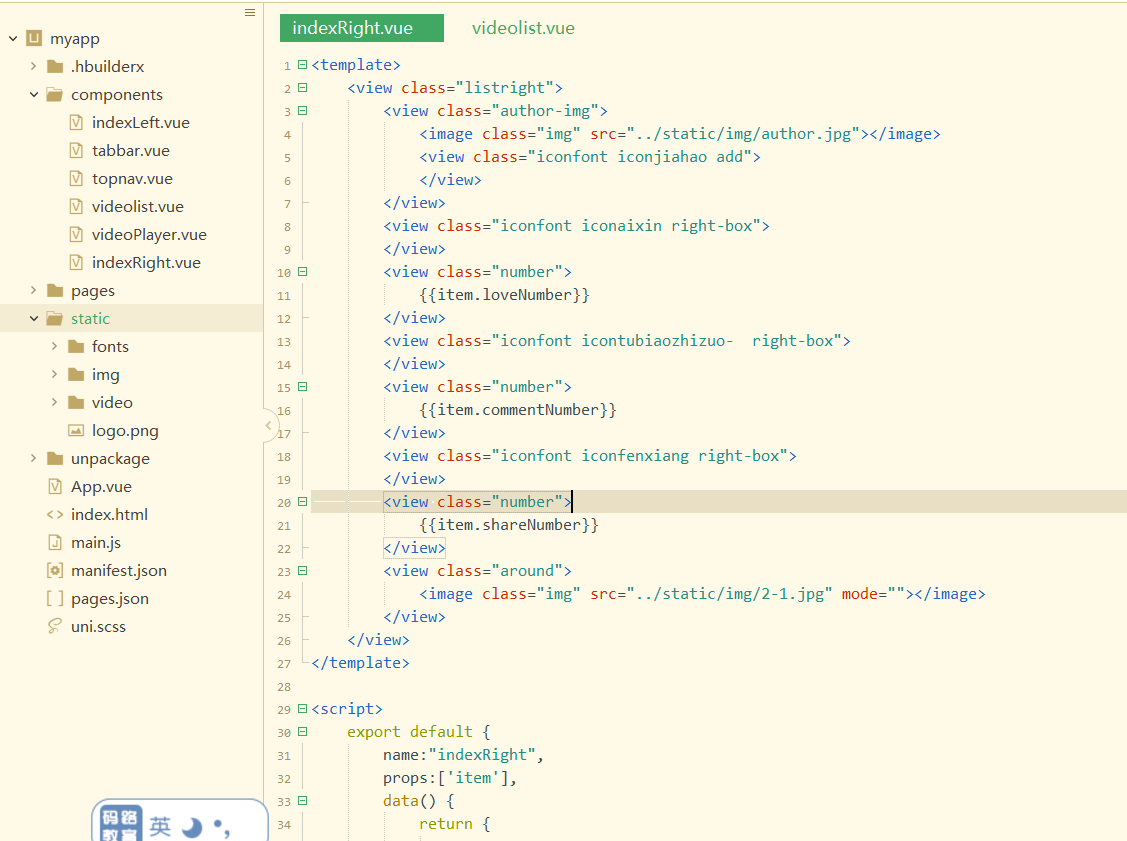 myapp
.hbuilderx
components
indexLeft.vue
tabbar.vue
topnav.vue
videolist.vue
videoPlayer.vue
indexRight.vue
pages
static
fonts
img
video
logo.png
unpackage
App.vue
index.html
main.js
manifest.json
pages.json
uni.scss
indexRight.vue videolist.vue
1 <template>
2 <view class="listright">
3 <view class="author-img">
4 <image class="img" src="../static/img/author.jpg"></image>
5 <view class="iconfont iconjiahao add">
6 </view>
7 </view>
8 <view class="iconfont iconaixin right-box">
9 </view>
10 <view class="number">
11 {{item.loveNumber}}
12 </view>
13 <view class="iconfont icontubiaozhizuo-  right-box">
14 </view>
15 <view class="number">
16 {{item.commentNumber}}
17 </view>
18 <view class="iconfont iconfenxiang right-box">
19 </view>
20 <view class="number">
21 {{item.shareNumber}}
22 </view>
23 <view class="around">
24 <image class="img" src="../static/img/2-1.jpg" mode=""></image>
25 </view>
26 </view>
27 </template>
28
29 <script>
30 export default {
31 name:"indexRight",
32 props:['item'],
33 data() {
34 return {
码路
教育
英